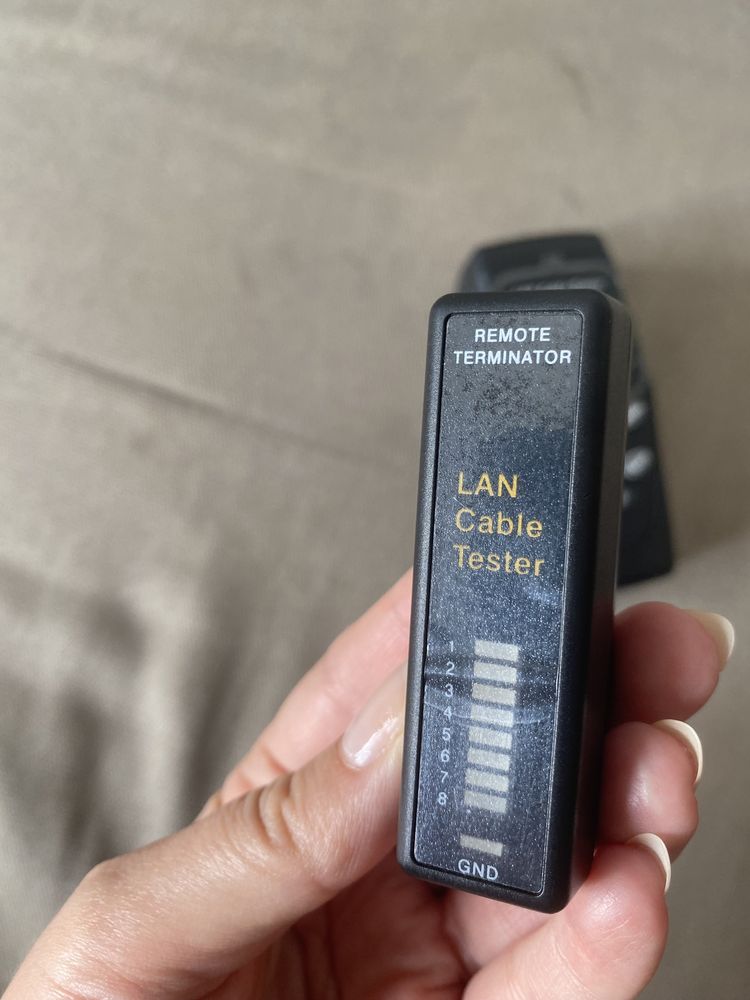 REMOTE
TERMINATOR
LAN
Cable
Tester
1
2
3
4
5
6
7
8
GND